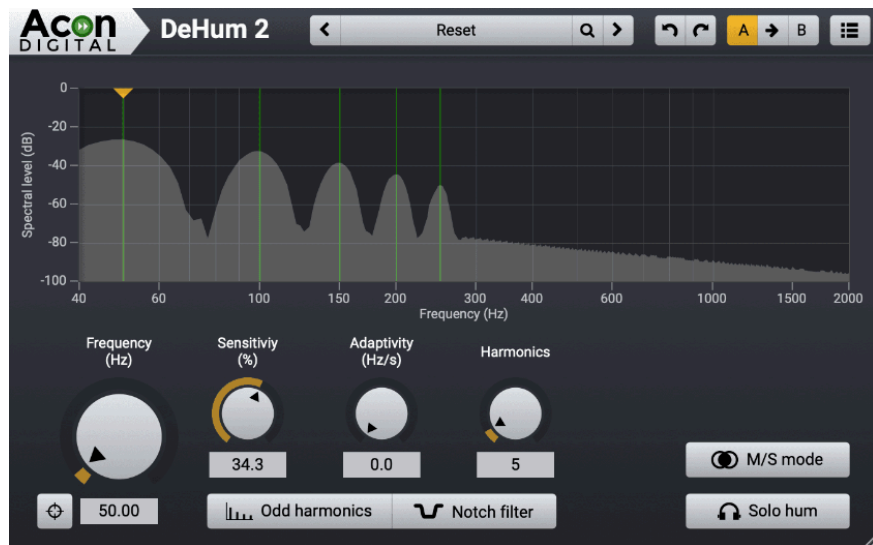 Acon
DIGITAL
DeHum 2
Reset
A
B
Spectral level (dB)
0
-20
-40
-60
-80
-100
40 60 100 150 200 300 400 600 1000 1500 2000
Frequency (Hz)
Frequency
(Hz)
Sensitiviy
(%)
Adaptivity
(Hz/s)
Harmonics
34.3
0.0
5
M/S mode
50.00
Odd harmonics
Notch filter
Solo hum